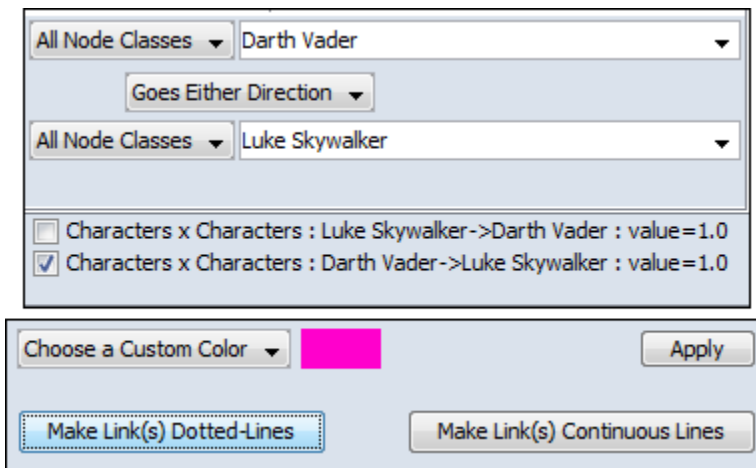 All Node Classes Darth Vader
Goes Either Direction
All Node Classes Luke Skywalker
Characters x Characters : Luke Skywalker->Darth Vader : value=1.0
Characters x Characters : Darth Vader->Luke Skywalker : value=1.0
Choose a Custom Color Apply
Make Link(s) Dotted-Lines Make Link(s) Continuous Lines